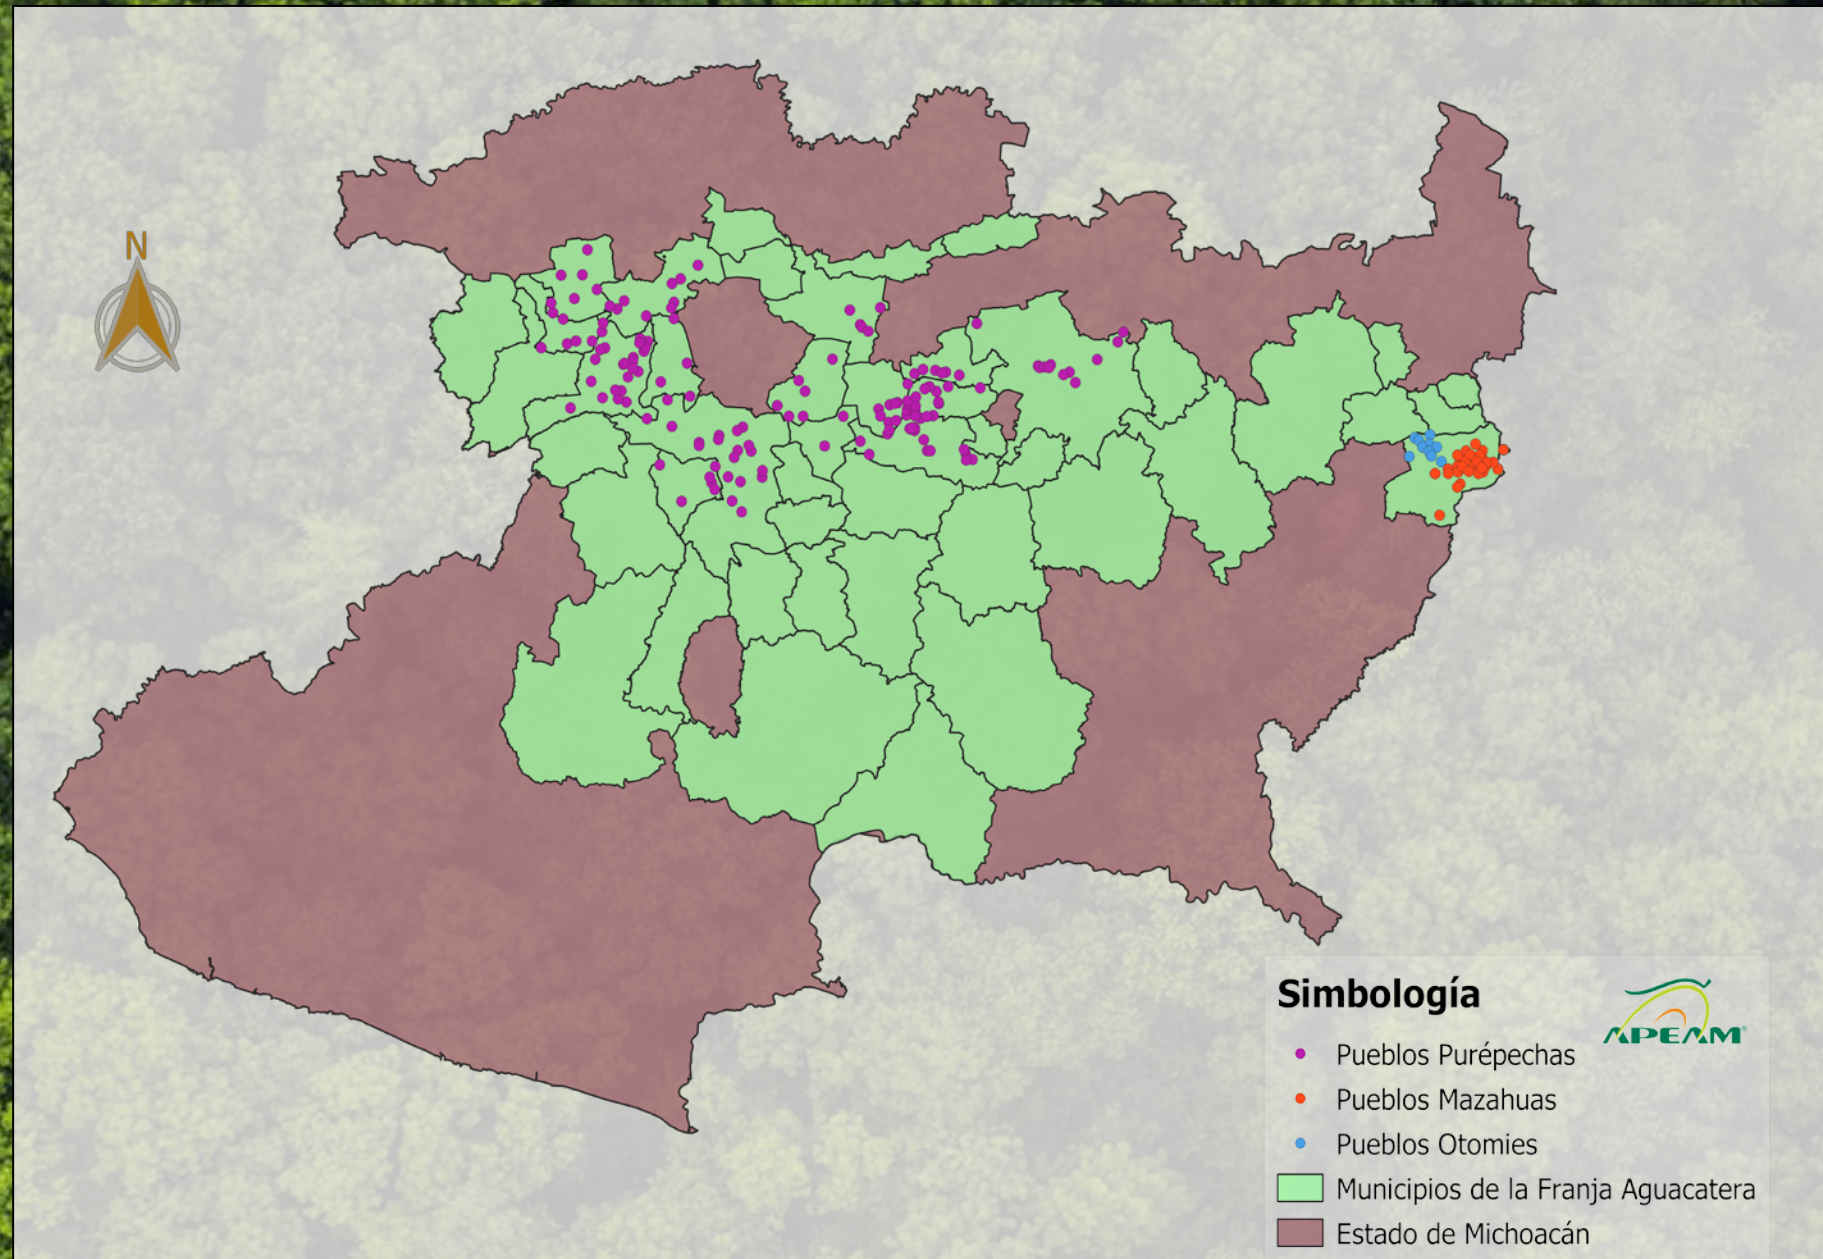 N
Simbología
APEAM
Pueblos Purépechas
Pueblos Mazahuas
Pueblos Otomies
Municipios de la Franja Aguacatera
Estado de Michoacán